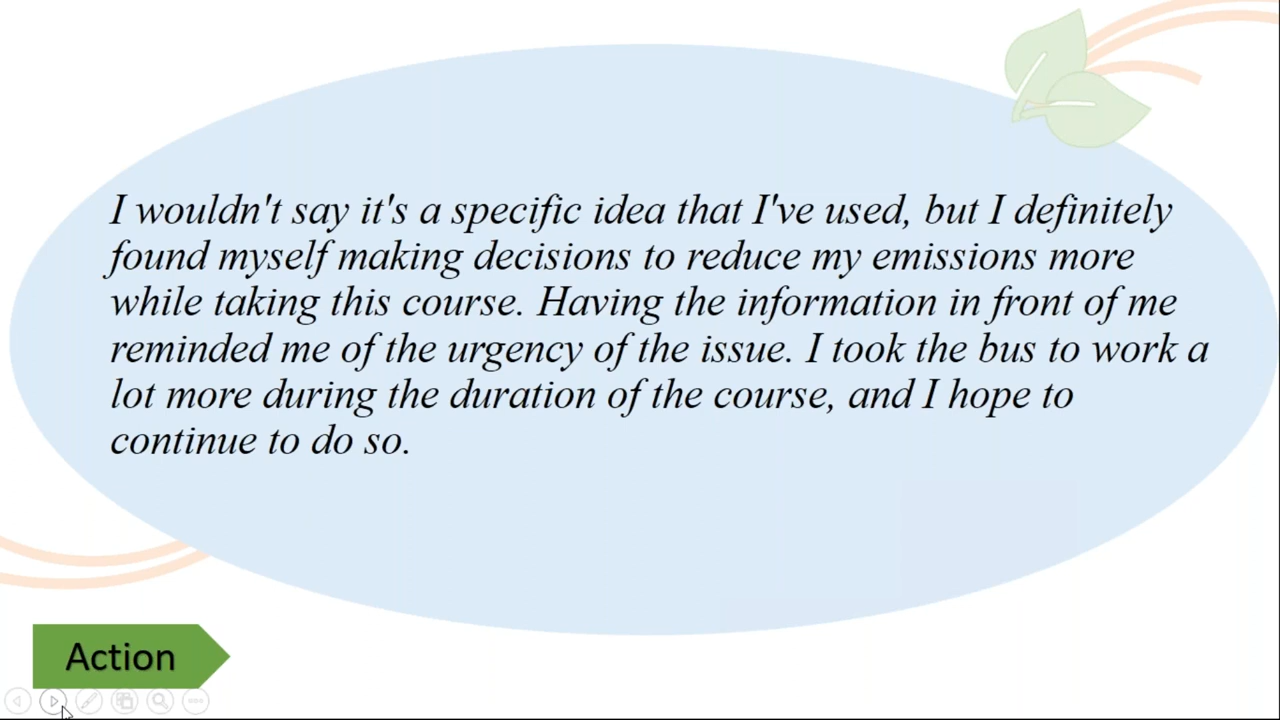 I wouldn't say it's a specific idea that I've used, but I definitely
found myself making decisions to reduce my emissions more
while taking this course. Having the information in front of me
reminded me of the urgency of the issue. I took the bus to work a
lot more during the duration of the course, and I hope to
continue to do so.
Action